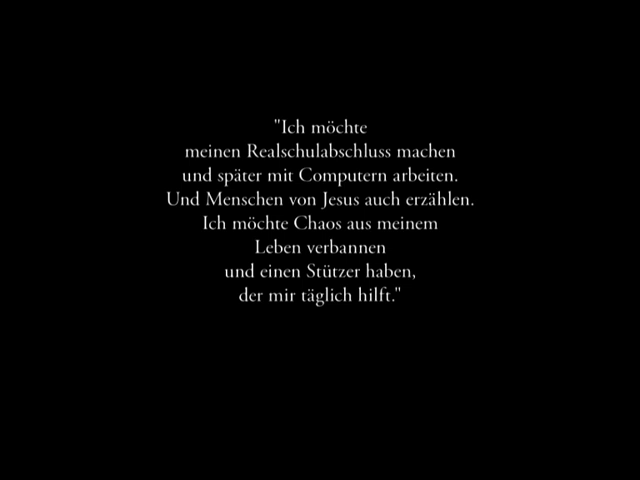 "Ich möchte
meinen Realschulabschluss machen
und später mit Computern arbeiten.
Und Menschen von Jesus auch erzählen.
Ich möchte Chaos aus meinem
Leben verbannen
und einen Stützer haben,
der mir täglich hilft."